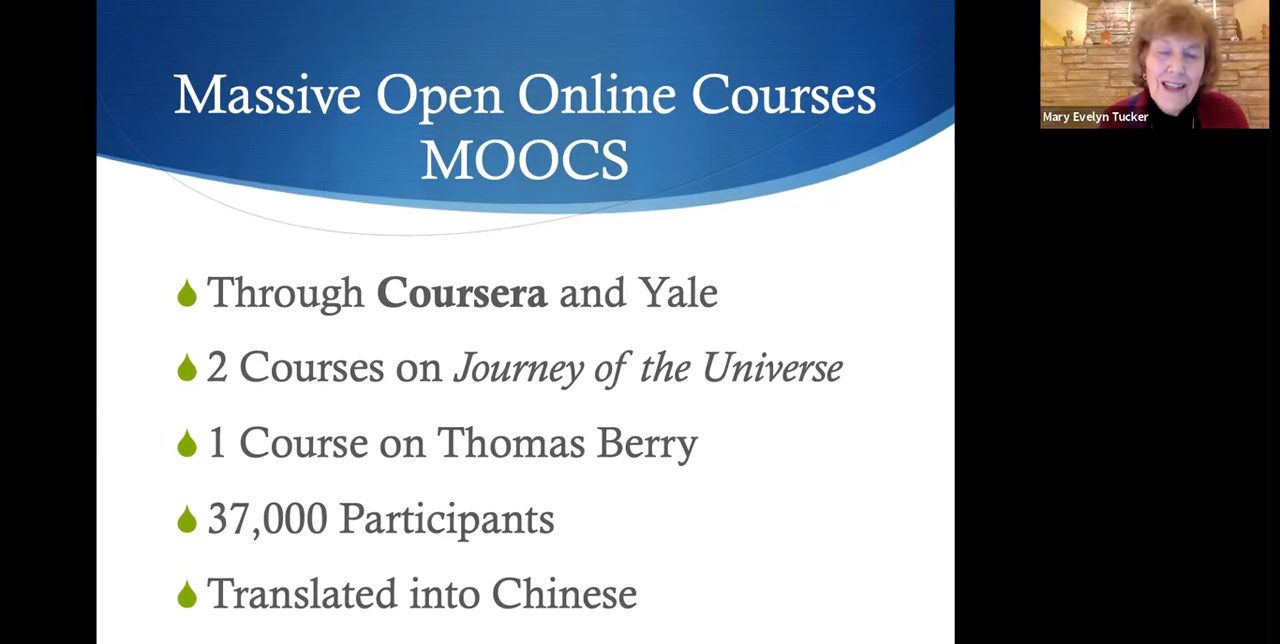 Massive Open Online Courses
MOOCS
Through Coursera and Yale
2 Courses on Journey of the Universe
1 Course on Thomas Berry
37,000 Participants
Translated into Chinese
Mary Evelyn Tucker